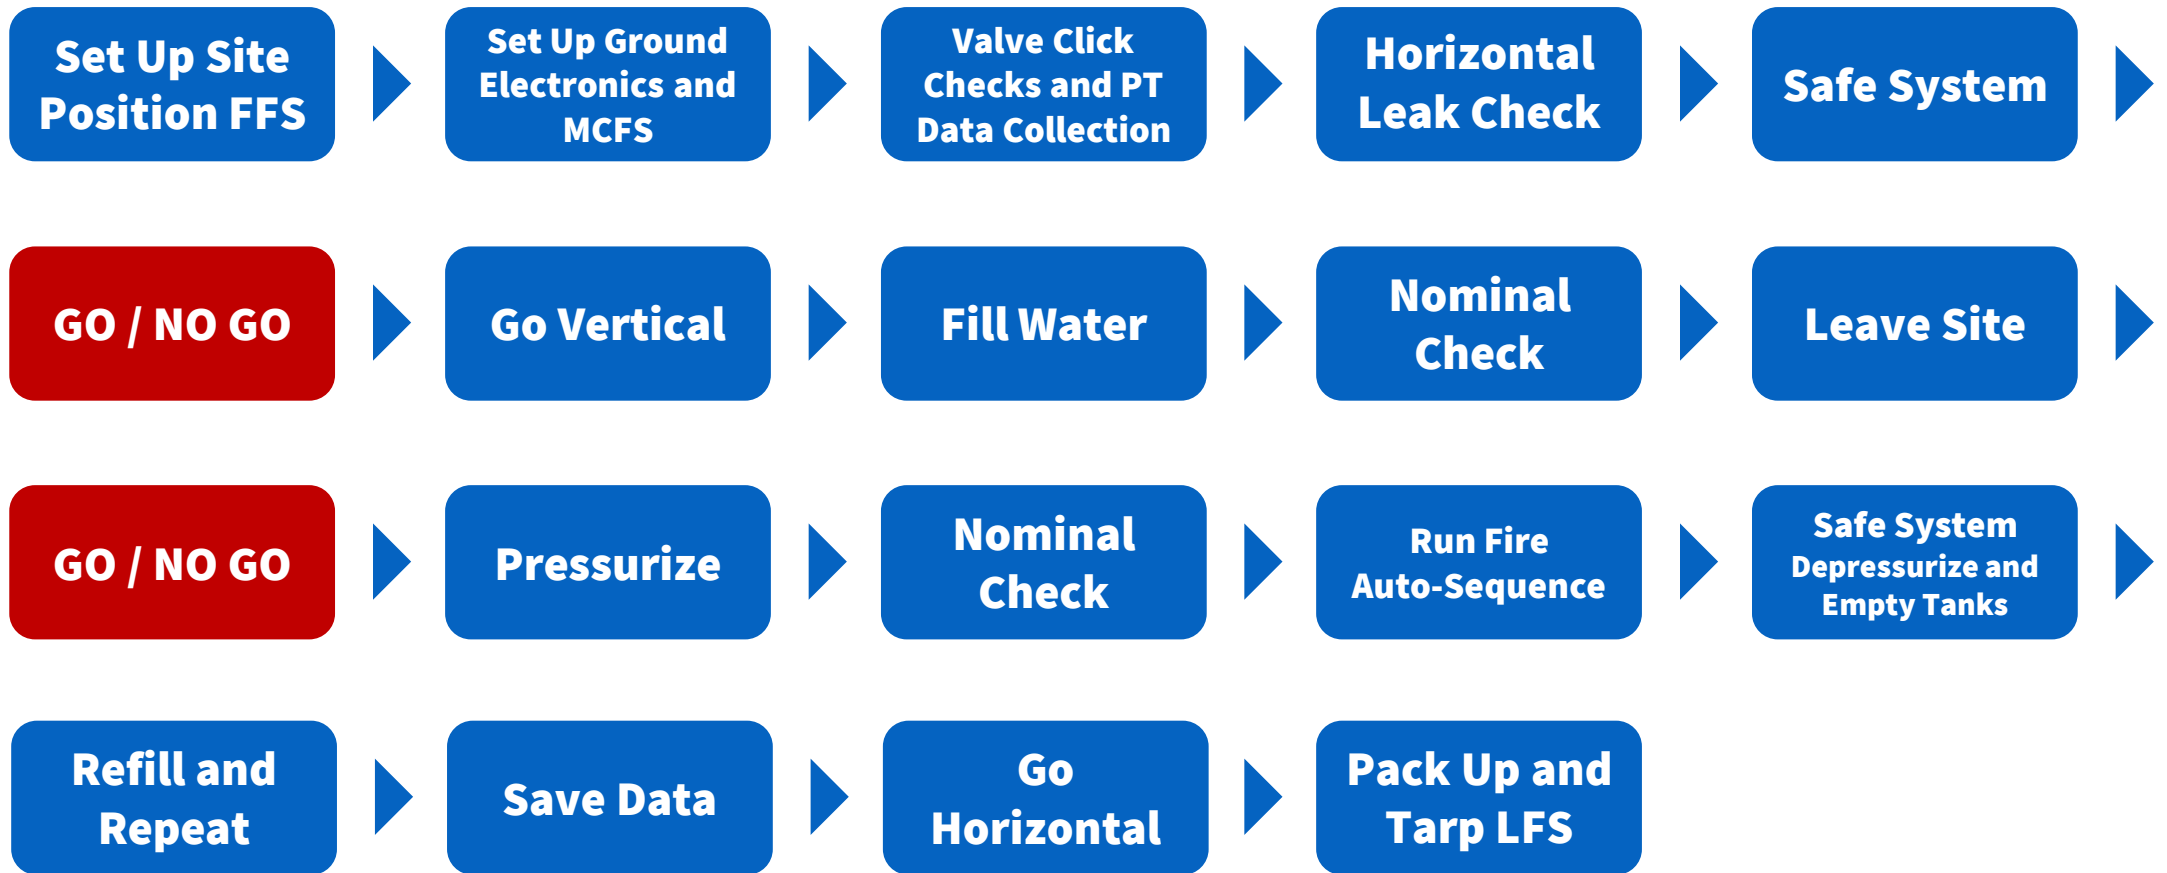 Set Up Site
Position FFS
Set Up Ground
Electronics and
MCFS
Valve Click
Checks and PT
Data Collection
Horizontal
Leak Check
Safe System
GO / NO GO
Go Vertical
Fill Water
Nominal
Check
Leave Site
GO / NO GO
Pressurize
Nominal
Check
Run Fire
Auto-Sequence
Safe System
Depressurize and
Empty Tanks
Refill and
Repeat
Save Data
Go
Horizontal
Pack Up and
Tarp LFS